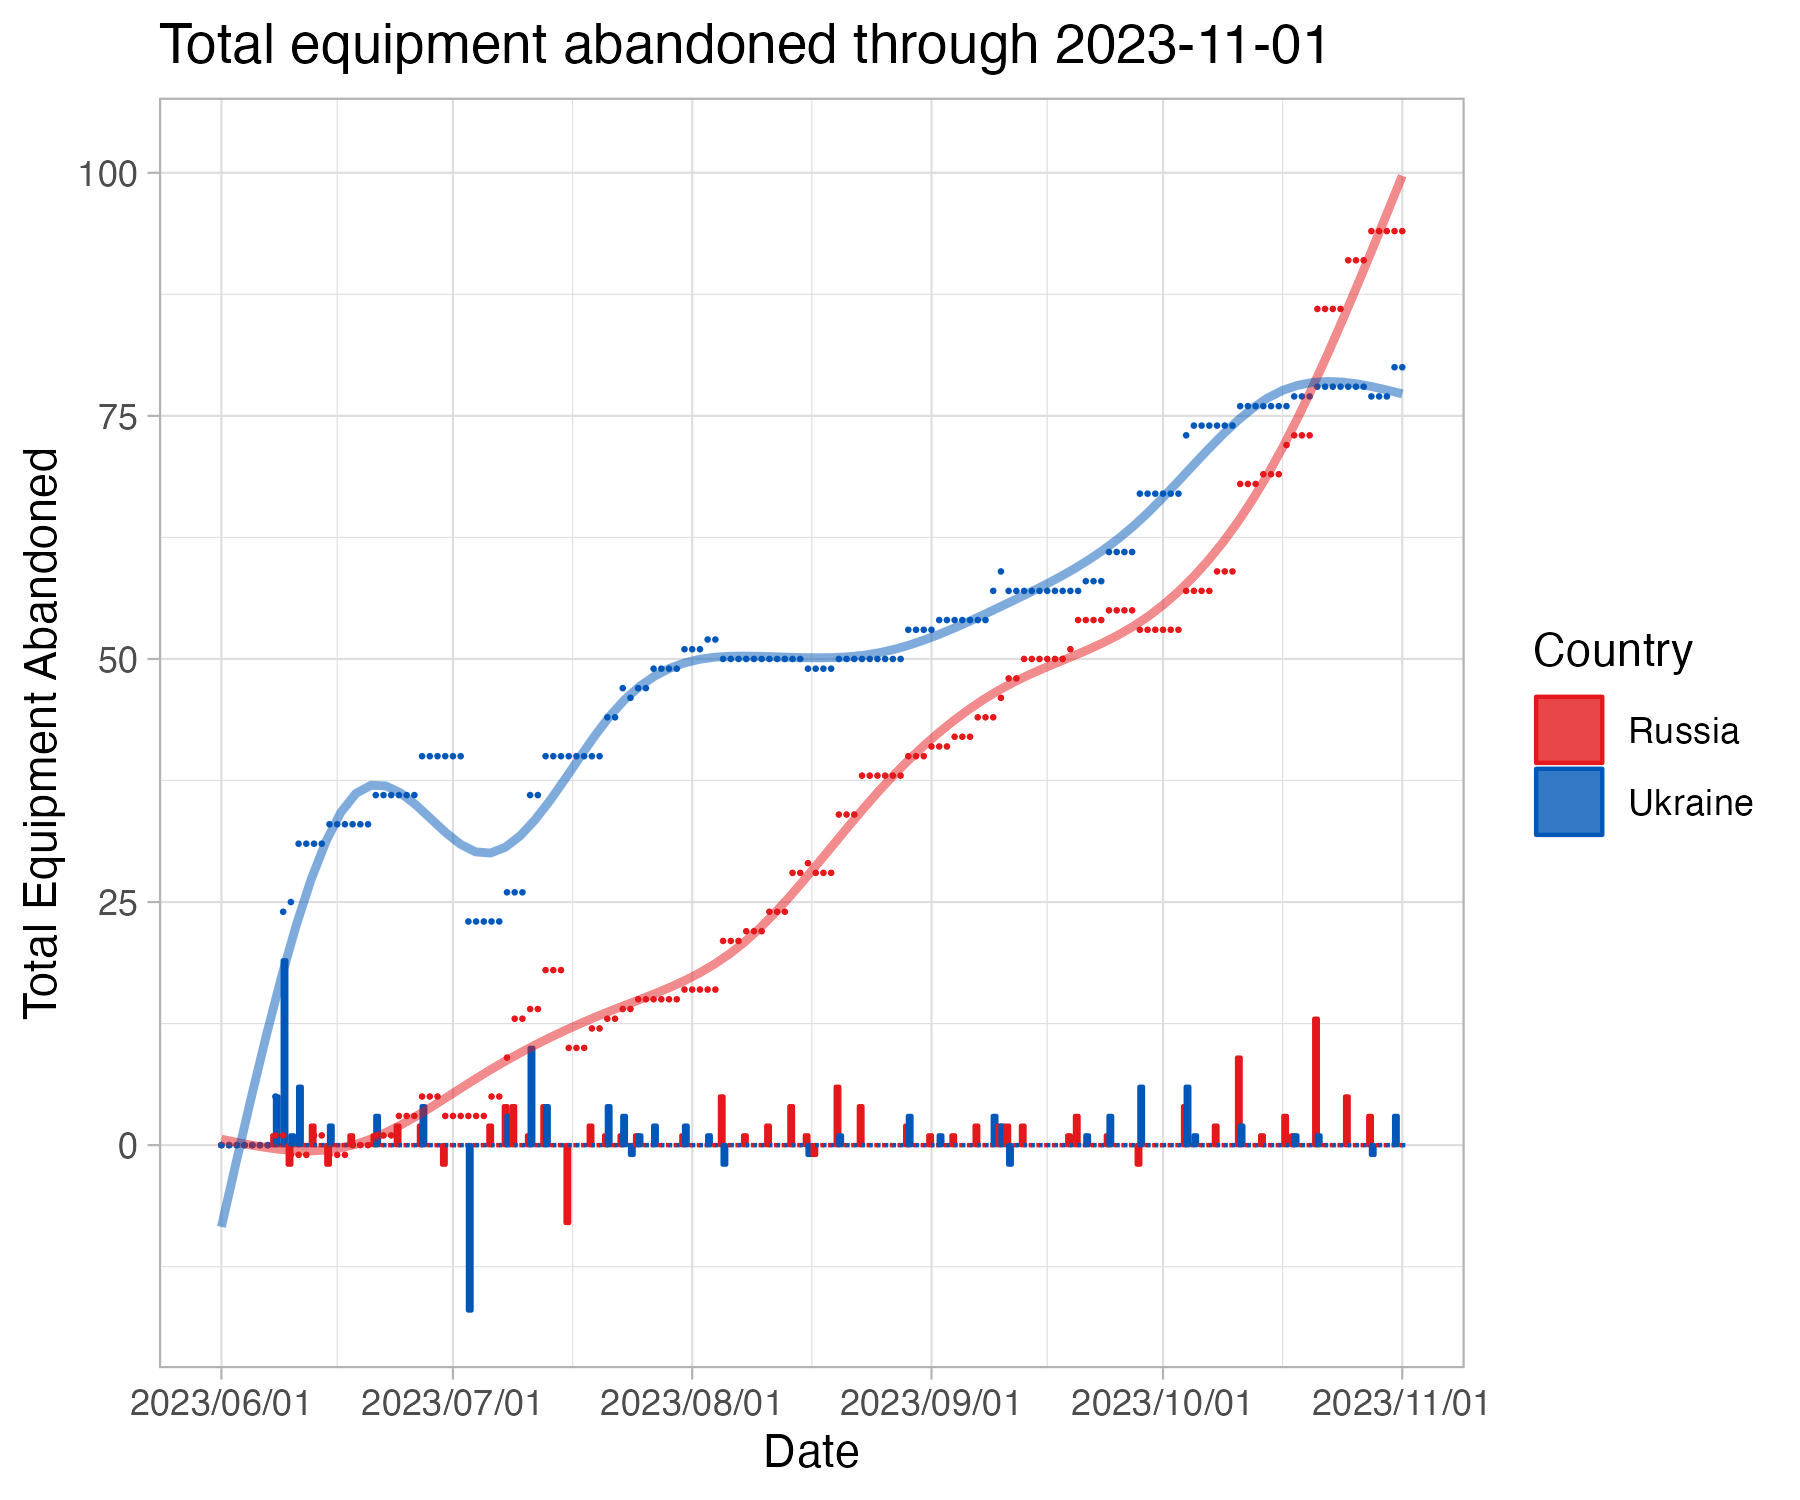 Total equipment abandoned through 2023-11-01
Total Equipment Abandoned
100
75
50
25
0
2023/06/01 2023/07/01 2023/08/01 2023/09/01 2023/10/01 2023/11/01
Date
Country
Russia
Ukraine